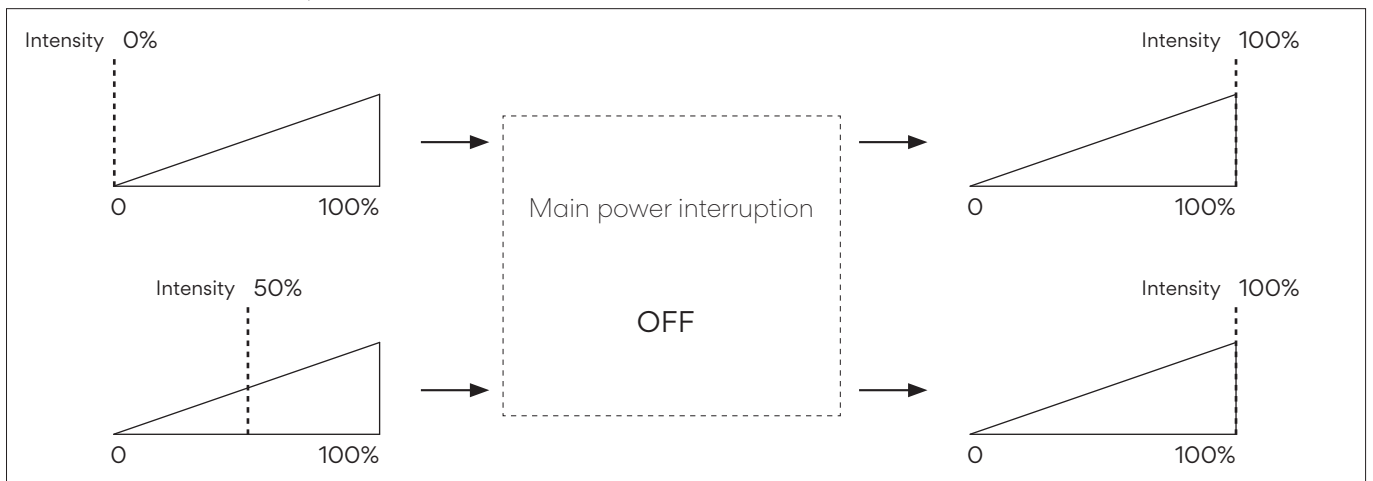 Intensity 0%
Intensity 100%
0 100%
Main power interruption
0 100%
Intensity 50%
Intensity 100%
OFF
0 100%
0 100%